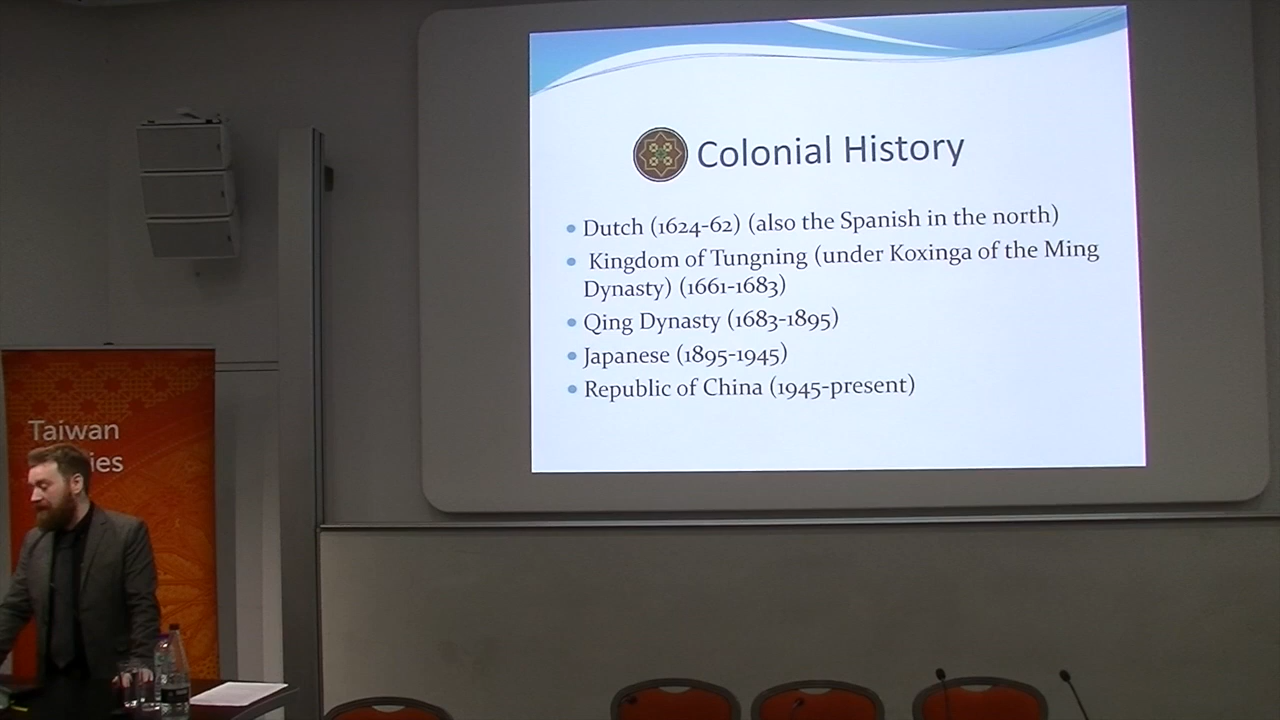 Colonial History
• Dutch (1624-62) (also the Spanish in the north)
• Kingdom of Tungning (under Koxinga of the Ming
Dynasty) (1661-1683)
• Qing Dynasty (1683-1895)
• Japanese (1895-1945)
• Republic of China (1945-present)
Taiwan
ies